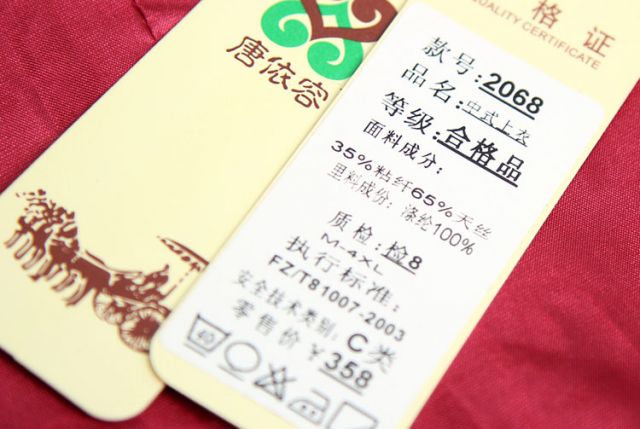 唐依容
格证
QUALITY CERTIFICATE
款号:2068
品名:中式上衣
等级:合格品
面料成分:
35%粘纤65%天丝
里料成份: 涤纶100%
质检:检8
M-4XL
执行标准:
FZ/T81007-2003
安全技术类别: C类
零售价 ¥358